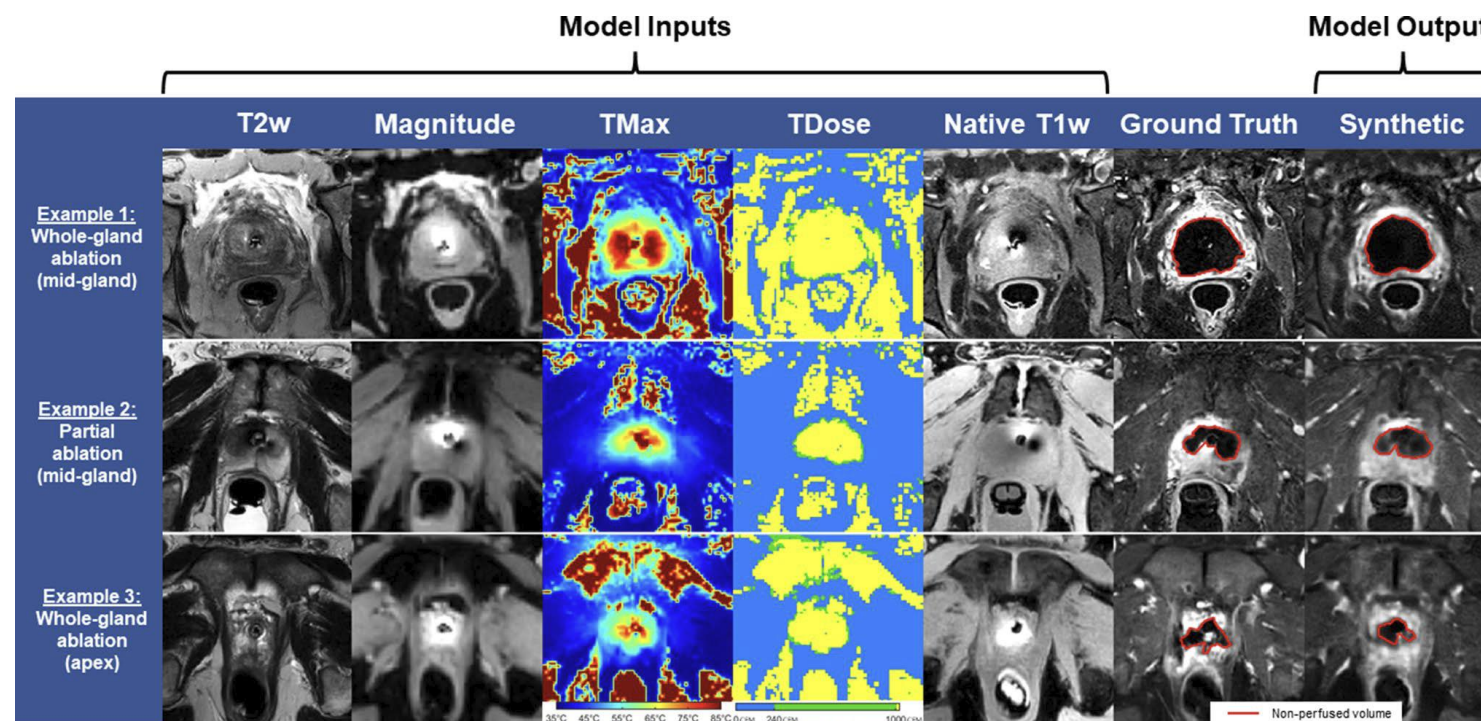 Model Inputs
Model Output
T2w Magnitude TMax TDose Native T1w Ground Truth Synthetic
Example 1:
Whole-gland
ablation
(mid-gland)
Example 2:
Partial
ablation
(mid-gland)
Example 3:
Whole-gland
ablation
(apex)
35°C 45°C 55°C 65°C 75°C 85°C 0 CEM 240 CEM 1000 CEM
Non-perfused volume